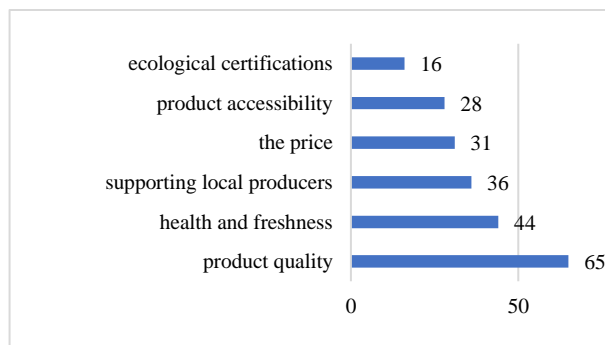 ecological certifications 16
product accessibility 28
the price 31
supporting local producers 36
health and freshness 44
product quality 65
0 50